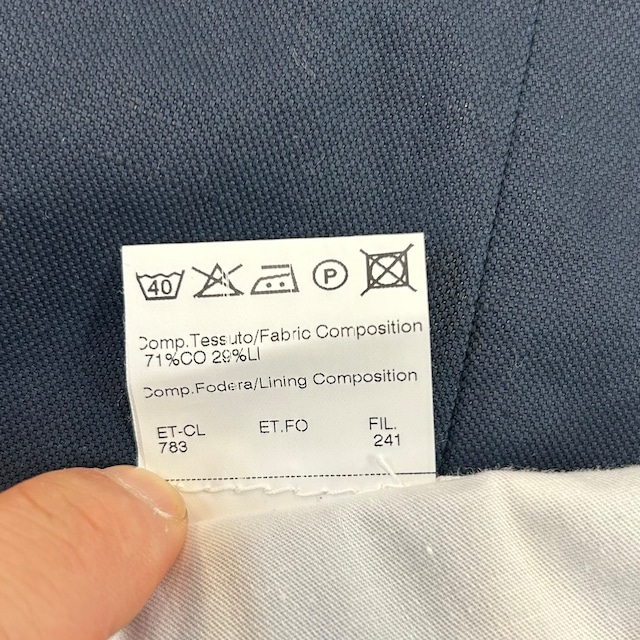 40 P
Comp.Tessuto/Fabric Composition
71%CO 29%LI
Comp.Fodera/Lining Composition
ET-CL ET.FO FIL.
783 241